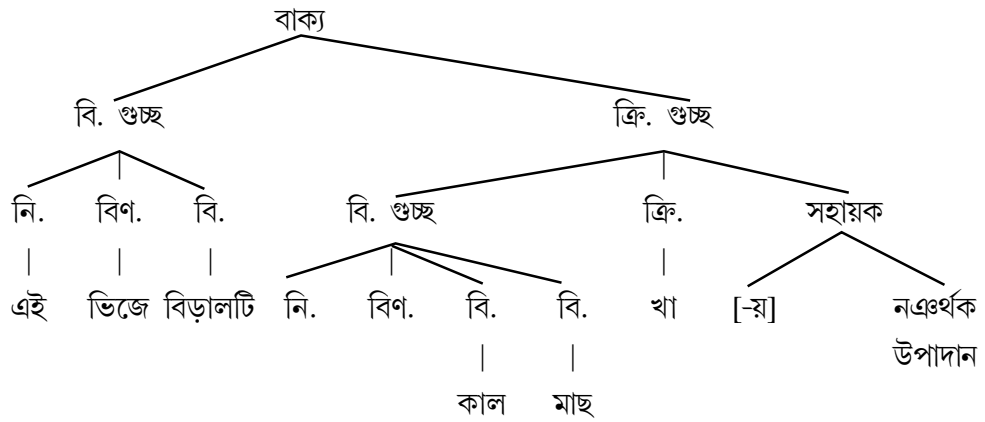 বাক্য
বি. গুচ্ছ ক্রি. গুচ্ছ
নি. বিণ. বি. বি. গুচ্ছ ক্রি. সহায়ক
এই ভিজে বিড়ালটি নি. বিণ. বি. বি. খা [-য়] নঞর্থক
উপাদান
কাল মাছ